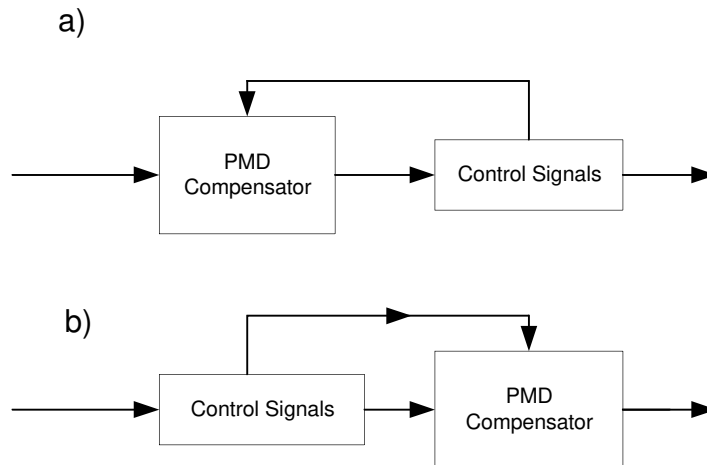 a)
PMD
Compensator
Control Signals
b)
Control Signals
PMD
Compensator